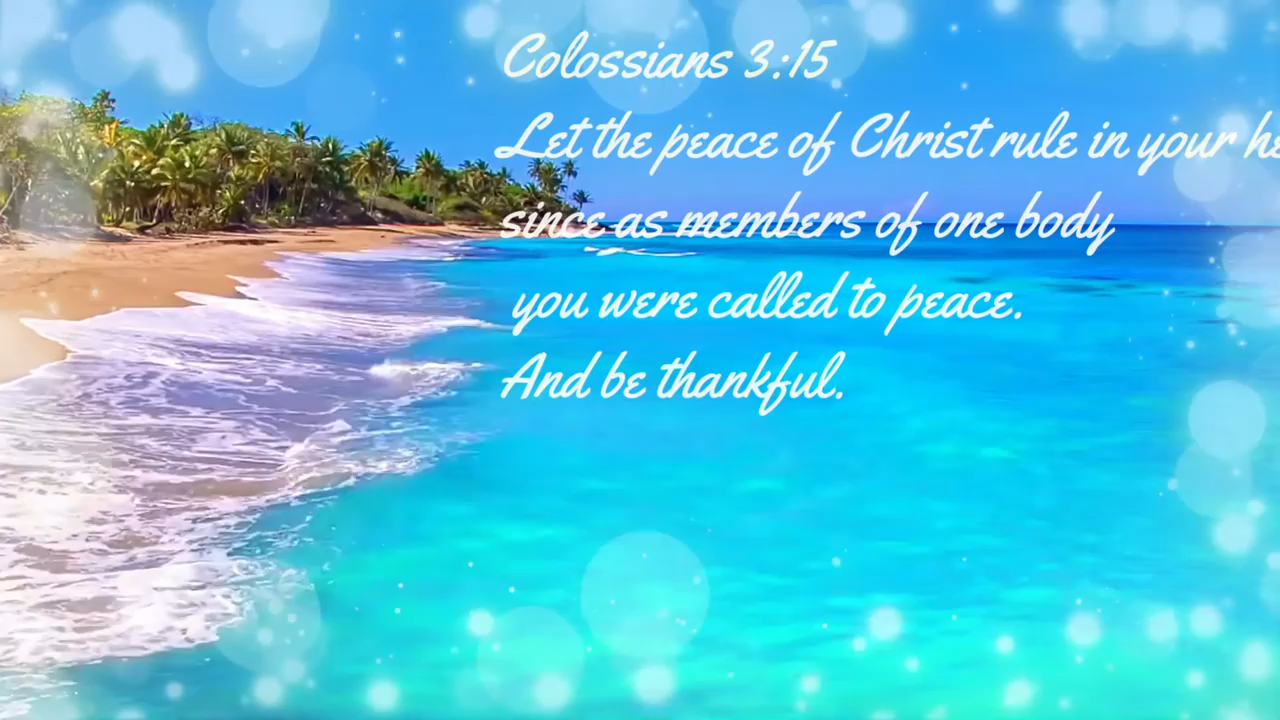 Colossians 3:15
Let the peace of Christ rule in your he
since as members of one body
you were called to peace.
And be thankful.